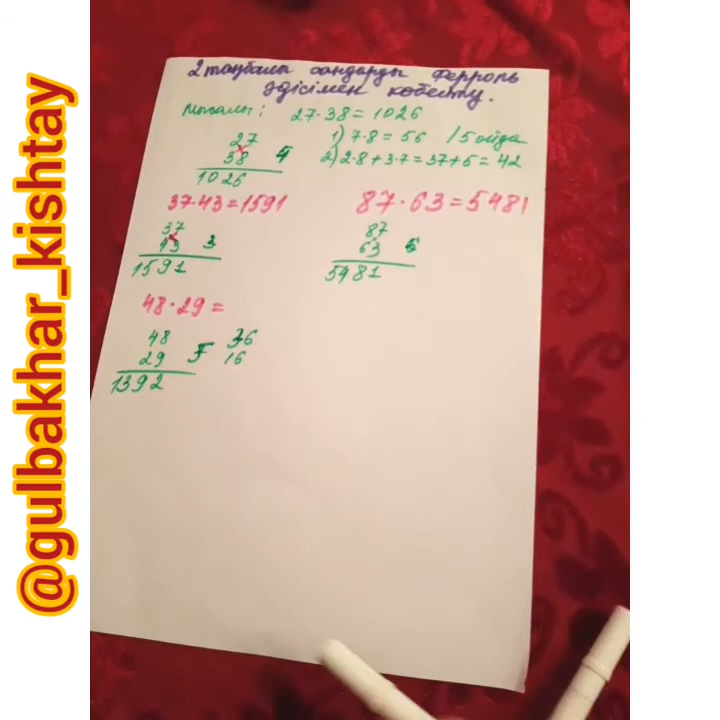 @gulbakhar_kishtay
2 таңбалы сандарды Ферроль
әдісімен көбейту.
Мысалы: 27·38=1026
1) 7·8=56 /5 ойда
2) 2·8+3·7=37+5=42
27
38
1026
37·43=1591
37
43 3
1591
87·63=5481
87
63
5481
48·29=
48 36
29 7 16
1392